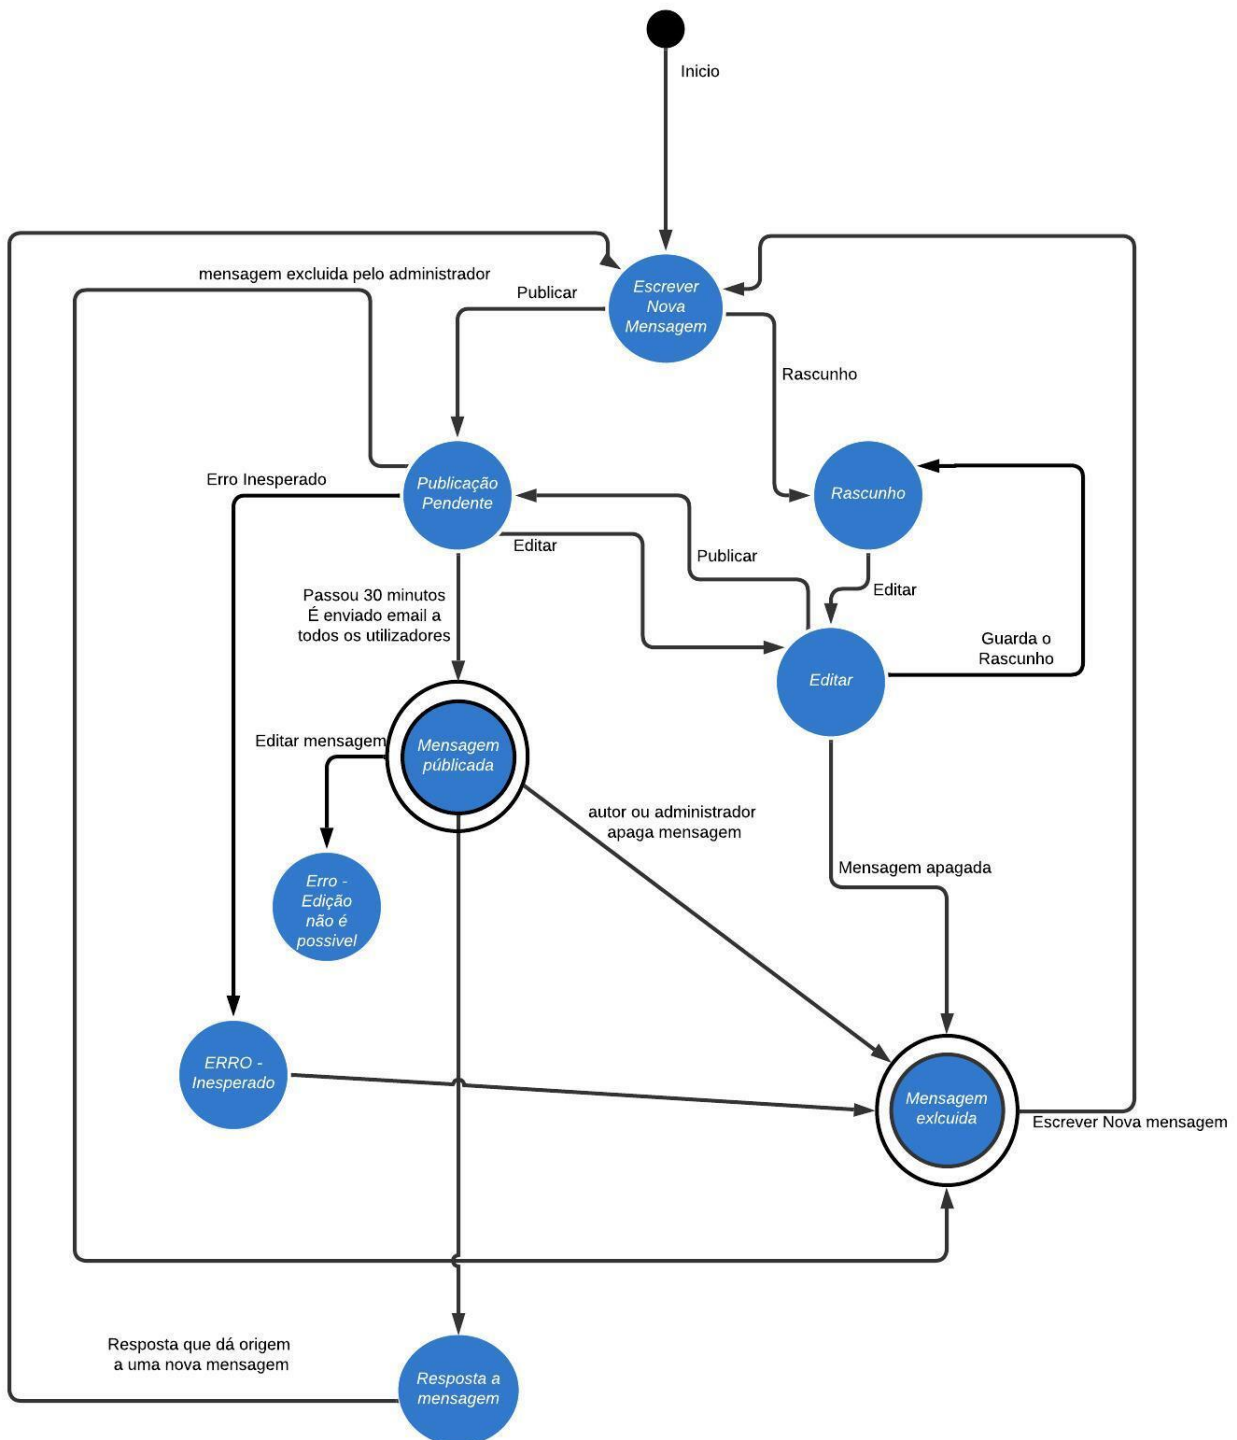 Inicio
mensagem excluida pelo administrador
Publicar
Escrever
Nova
Mensagem
Rascunho
Erro Inesperado
Publicação
Pendente
Rascunho
Editar
Publicar
Editar
Passou 30 minutos
É enviado email a
todos os utilizadores
Guarda o
Rascunho
Editar
Editar mensagem
Mensagem
públicada
autor ou administrador
apaga mensagem
Mensagem apagada
Erro -
Edição
não é
possivel
ERRO -
Inesperado
Mensagem
exlcuida
Escrever Nova mensagem
Resposta que dá origem
a uma nova mensagem
Resposta a
mensagem